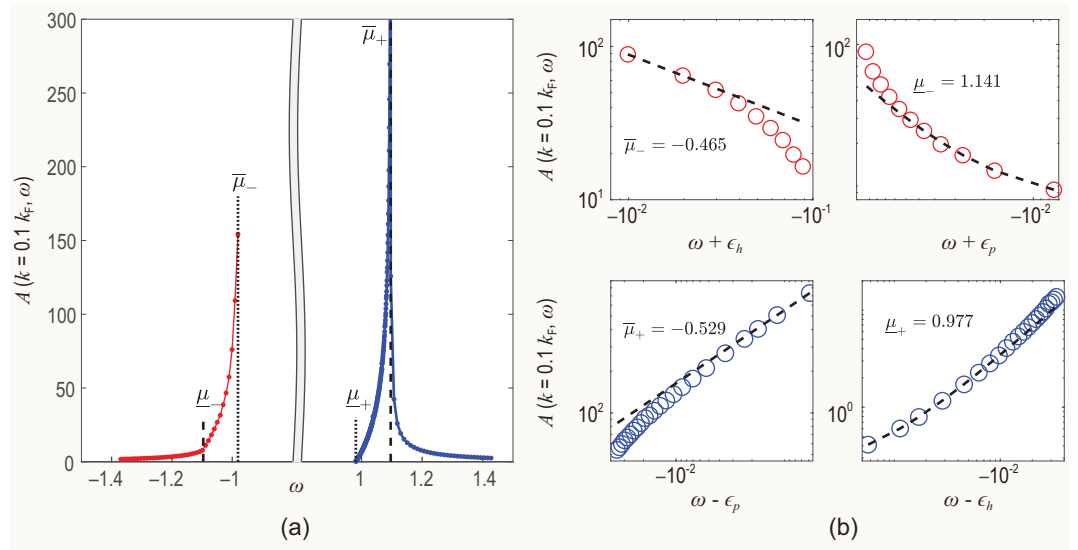 300
250
200
150
100
50
0
A (k = 0.1 k_F, ω)
μ̅₊
μ̅₋
μ̲₋
μ̲₊
-1.4 -1.2 -1 1 1.2 1.4
ω
(a)
10² 10¹
A (k = 0.1 k_F, ω)
μ̅₋ = −0.465
-10⁻² -10⁻¹
ω + ϵ_h
10²
μ̲₋ = 1.141
-10⁻²
ω + ϵ_p
10²
A (k = 0.1 k_F, ω)
μ̅₊ = −0.529
-10⁻²
ω - ϵ_p
10⁰
μ̲₊ = 0.977
-10⁻²
ω - ϵ_h
(b)